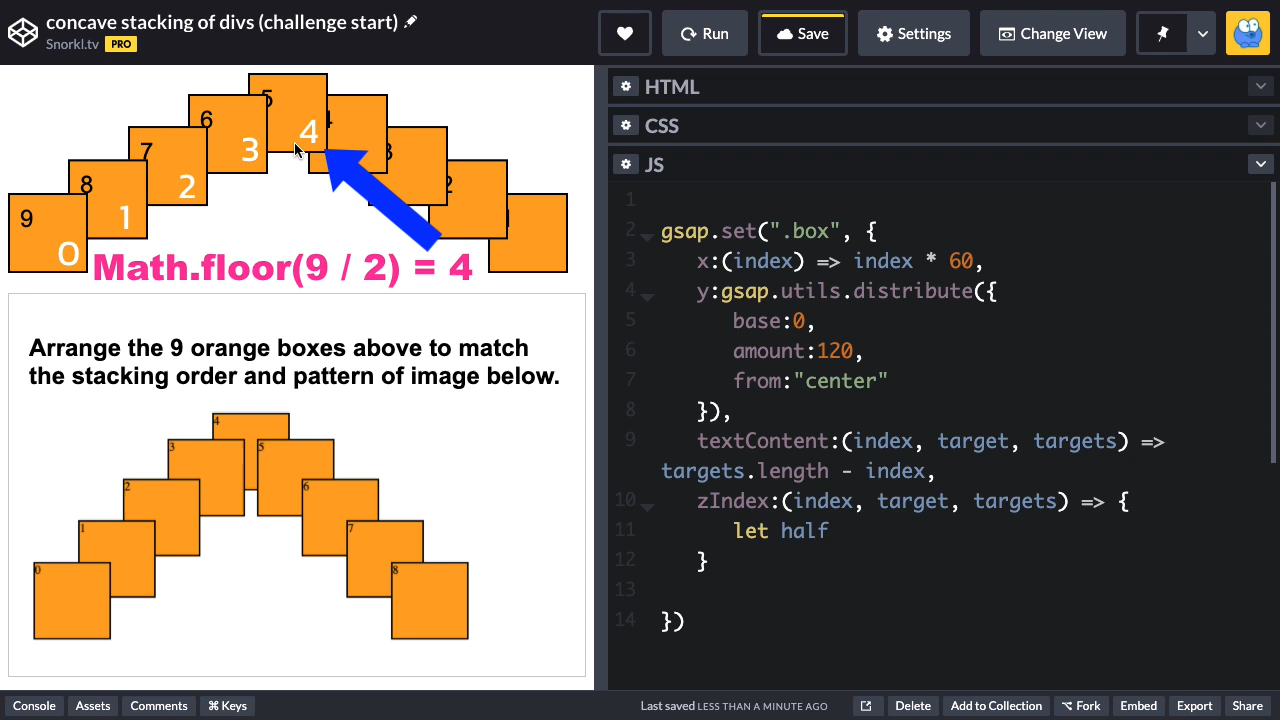 concave stacking of divs (challenge start)
Snorkl.tv PRO
Run
Save
Settings
Change View
5
4
6
3
4
7
2
3
8
1
2
9
0
Math.floor(9 / 2) = 4
Arrange the 9 orange boxes above to match
the stacking order and pattern of image below.
4
3
5
2
6
1
7
0
8
HTML
CSS
JS
1
2 gsap.set(".box", {
3 x:(index) => index * 60,
4 y:gsap.utils.distribute({
5 base:0,
6 amount:120,
7 from:"center"
8 }),
9 textContent:(index, target, targets) =>
targets.length - index,
10 zIndex:(index, target, targets) => {
11 let half
12 }
13
14 })
Console
Assets
Comments
⌘ Keys
Last saved LESS THAN A MINUTE AGO
Delete
Add to Collection
⌥ Fork
Embed
Export
Share